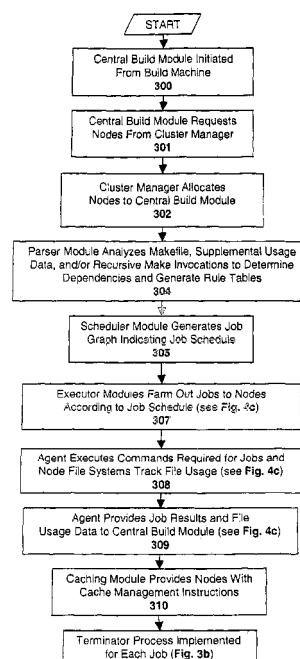 START
Central Build Module Initiated
From Build Machine
300
Central Build Module Requests
Nodes From Cluster Manager
301
Cluster Manager Allocates
Nodes to Central Build Module
302
Parser Module Analyzes Makefile, Supplemental Usage
Data, and/or Recursive Make Invocations to Determine
Dependencies and Generate Rule Tables
304
Scheduler Module Generates Job
Graph Indicating Job Schedule
303
Executor Modules Farm Out Jobs to Nodes
According to Job Schedule (see Fig. 4c)
307
Agent Executes Commands Required for Jobs and
Node File Systems Track File Usage (see Fig. 4c)
308
Agent Provides Job Results and File
Usage Data to Central Build Module (see Fig. 4c)
309
Caching Module Provides Nodes With
Cache Management Instructions
310
Terminator Process Implemented
for Each Job (Fig. 3b)